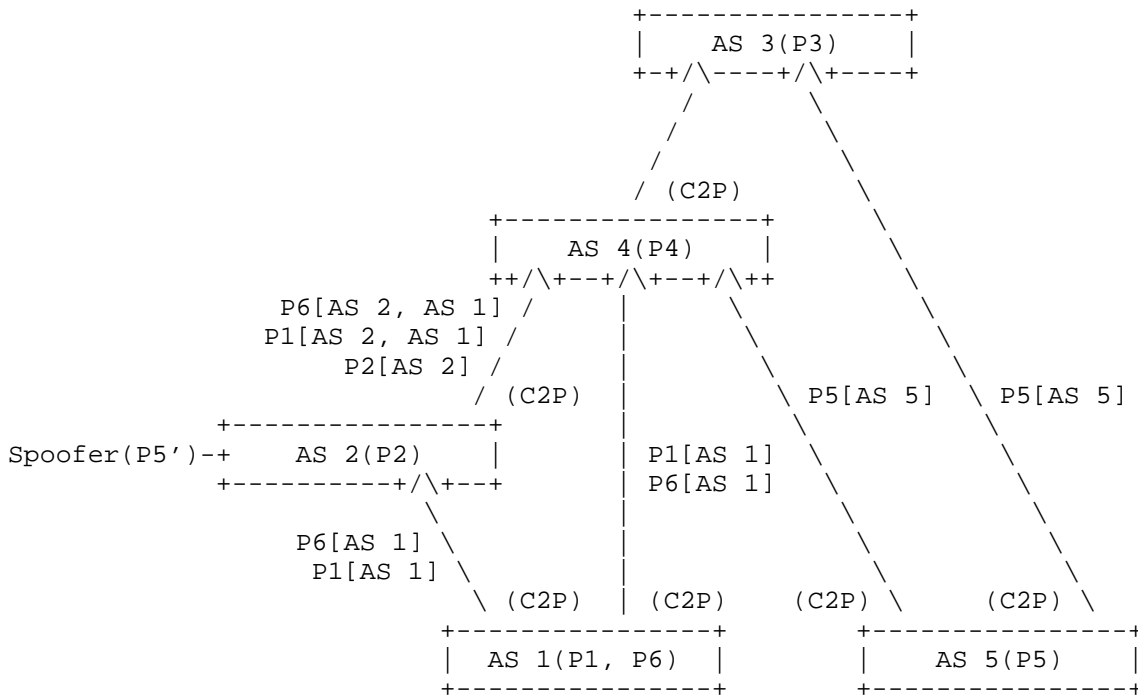 AS 3(P3)
(C2P)
AS 4(P4)
P6[AS 2, AS 1]
P1[AS 2, AS 1]
P2[AS 2]
(C2P) P5[AS 5] P5[AS 5]
Spoofer(P5’) AS 2(P2) P1[AS 1]
P6[AS 1]
P6[AS 1]
P1[AS 1]
(C2P) (C2P) (C2P) (C2P)
AS 1(P1, P6) AS 5(P5)